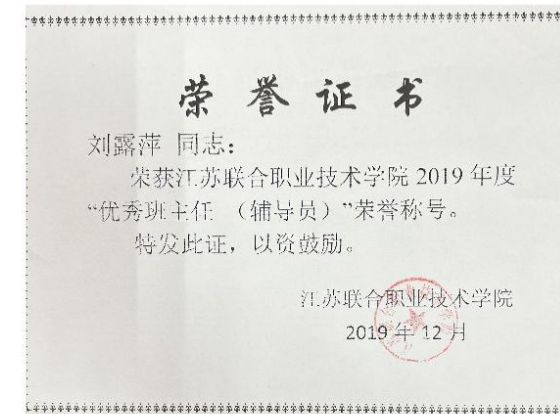 荣誉证书
刘露萍 同志：
荣获江苏联合职业技术学院 2019 年度
“优秀班主任 （辅导员）”荣誉称号。
特发此证，以资鼓励。
江苏联合职业技术学院
2019 年 12 月